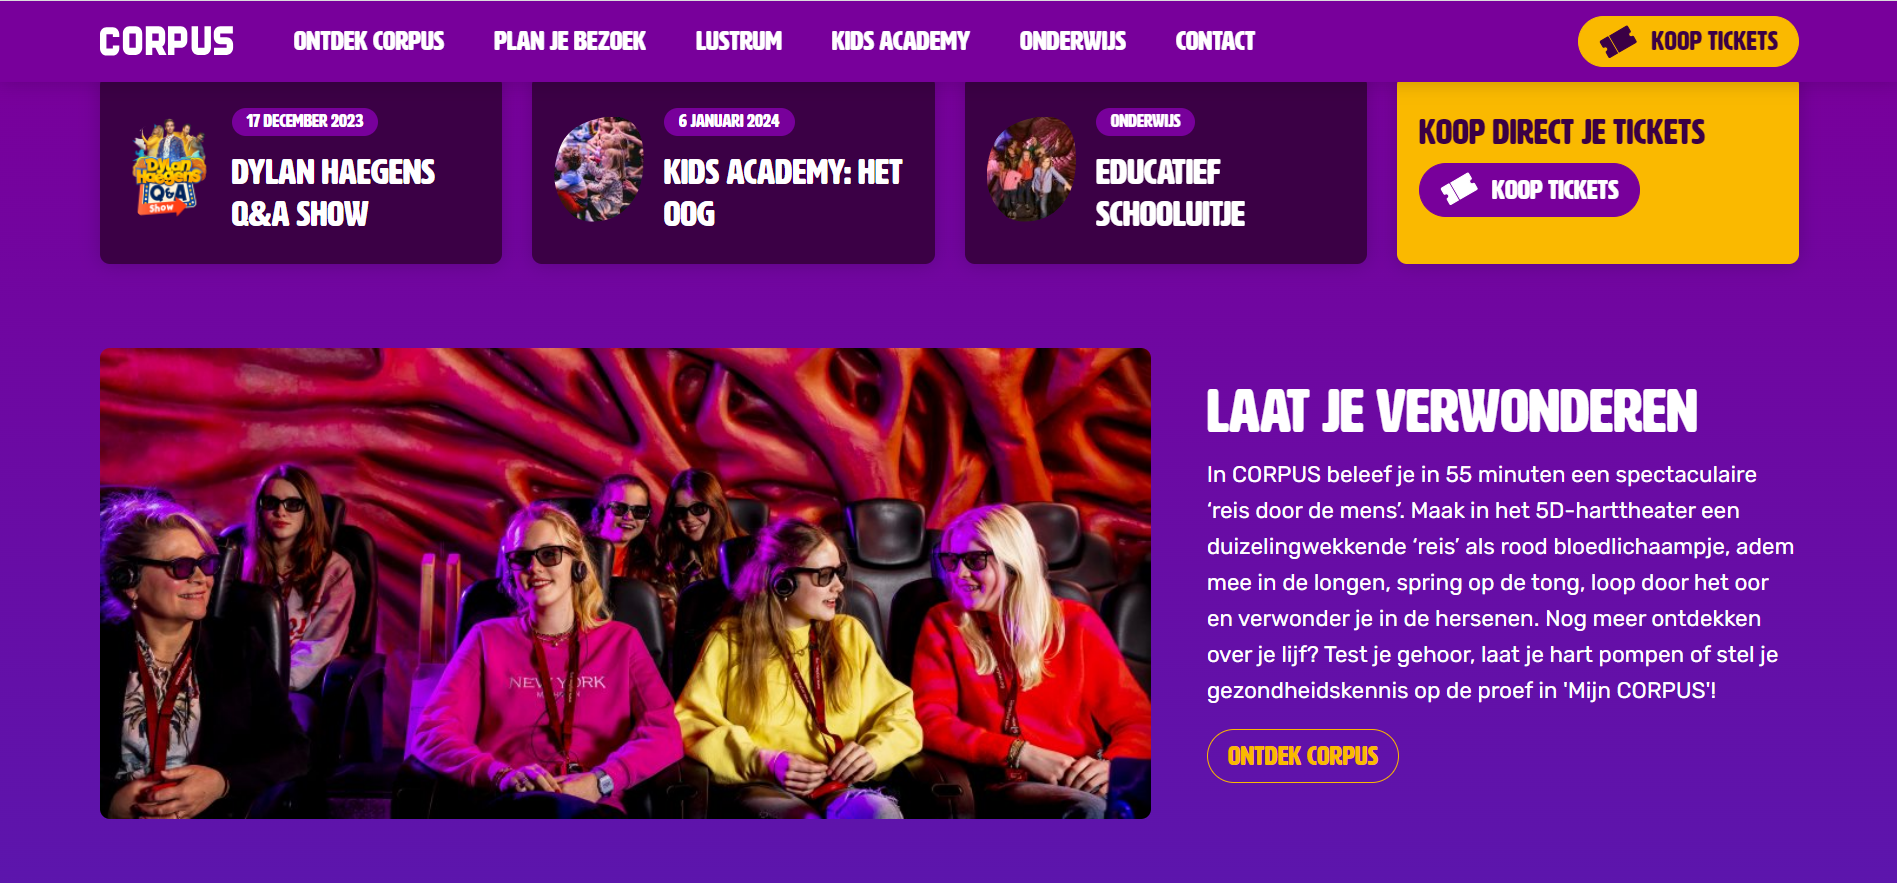 CORPUS ONTDEK CORPUS PLAN JE BEZOEK LUSTRUM KIDS ACADEMY ONDERWIJS CONTACT KOOP TICKETS
Dylan
Haegens
Q&A
Show
17 DECEMBER 2023
DYLAN HAEGENS
Q&A SHOW
6 JANUARI 2024
KIDS ACADEMY: HET
OOG
ONDERWIJS
EDUCATIEF
SCHOOLUITJE
KOOP DIRECT JE TICKETS
KOOP TICKETS
NEW YORK
LAAT JE VERWONDEREN
In CORPUS beleef je in 55 minuten een spectaculaire
‘reis door de mens’. Maak in het 5D-harttheater een
duizelingwekkende ‘reis’ als rood bloedlichaampje, adem
mee in de longen, spring op de tong, loop door het oor
en verwonder je in de hersenen. Nog meer ontdekken
over je lijf? Test je gehoor, laat je hart pompen of stel je
gezondheidskennis op de proef in 'Mijn CORPUS'!
ONTDEK CORPUS